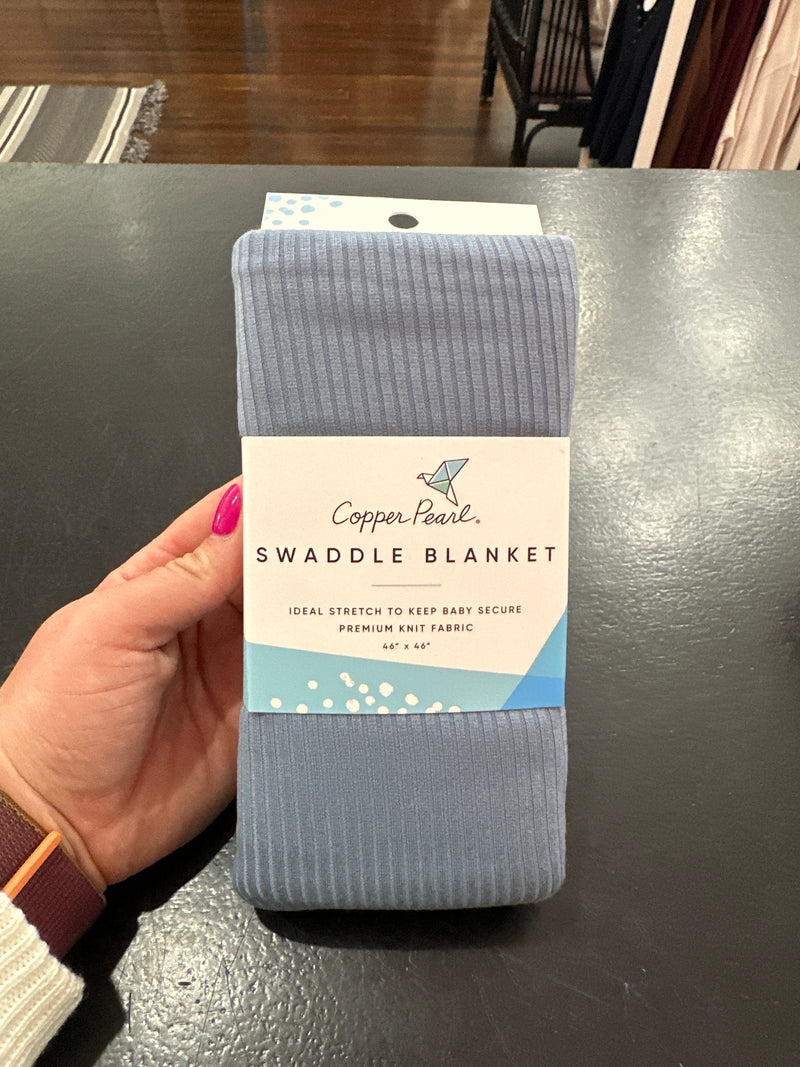 Copper Pearl®
SWADDLE BLANKET
IDEAL STRETCH TO KEEP BABY SECURE
PREMIUM KNIT FABRIC
46" x 46"